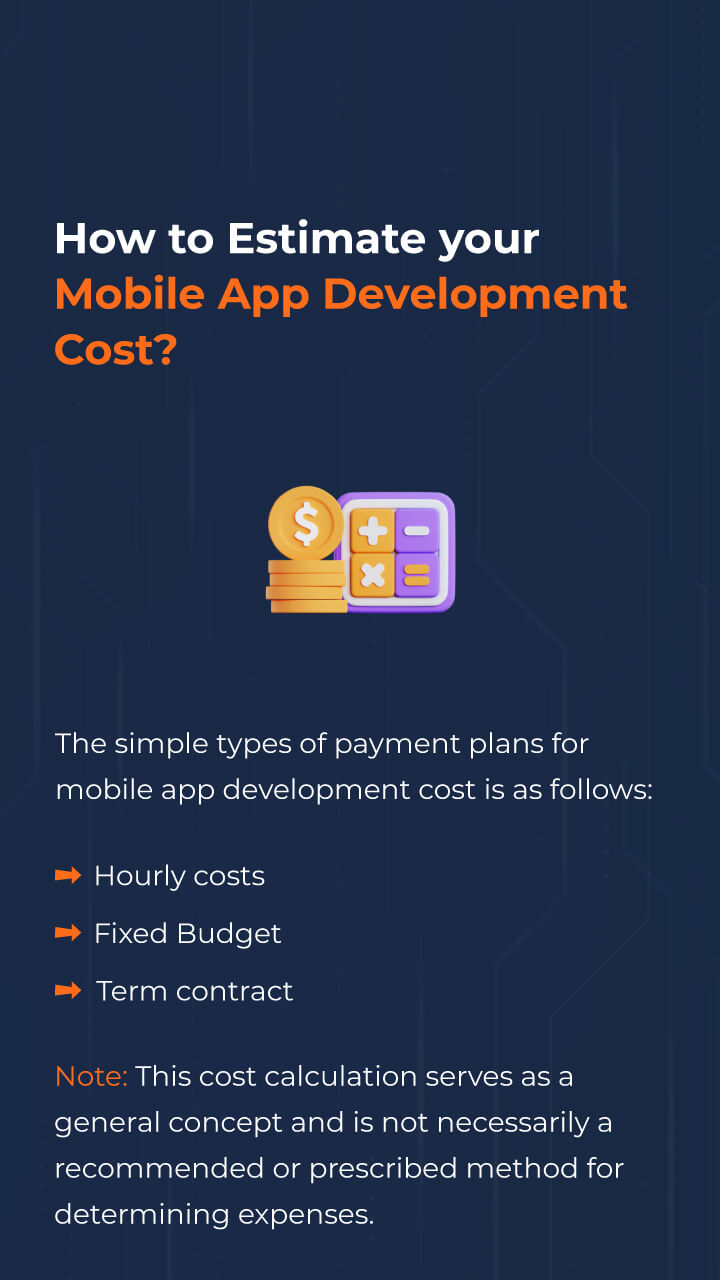 How to Estimate your
Mobile App Development
Cost?
$
+ -
× =
The simple types of payment plans for
mobile app development cost is as follows:
➡ Hourly costs
➡ Fixed Budget
➡ Term contract
Note: This cost calculation serves as a
general concept and is not necessarily a
recommended or prescribed method for
determining expenses.